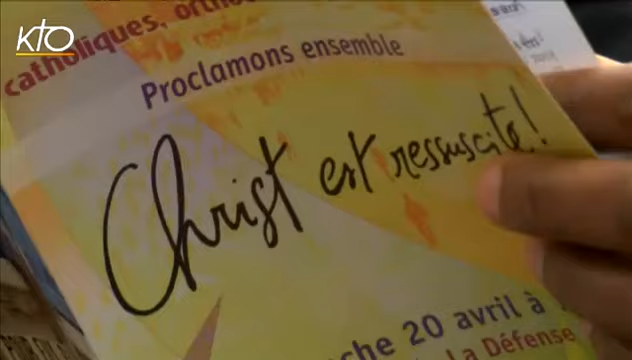 kto
catholiques, ortho
Proclamons ensemble
Christ est ressuscité!
che 20 avril à
La Défense